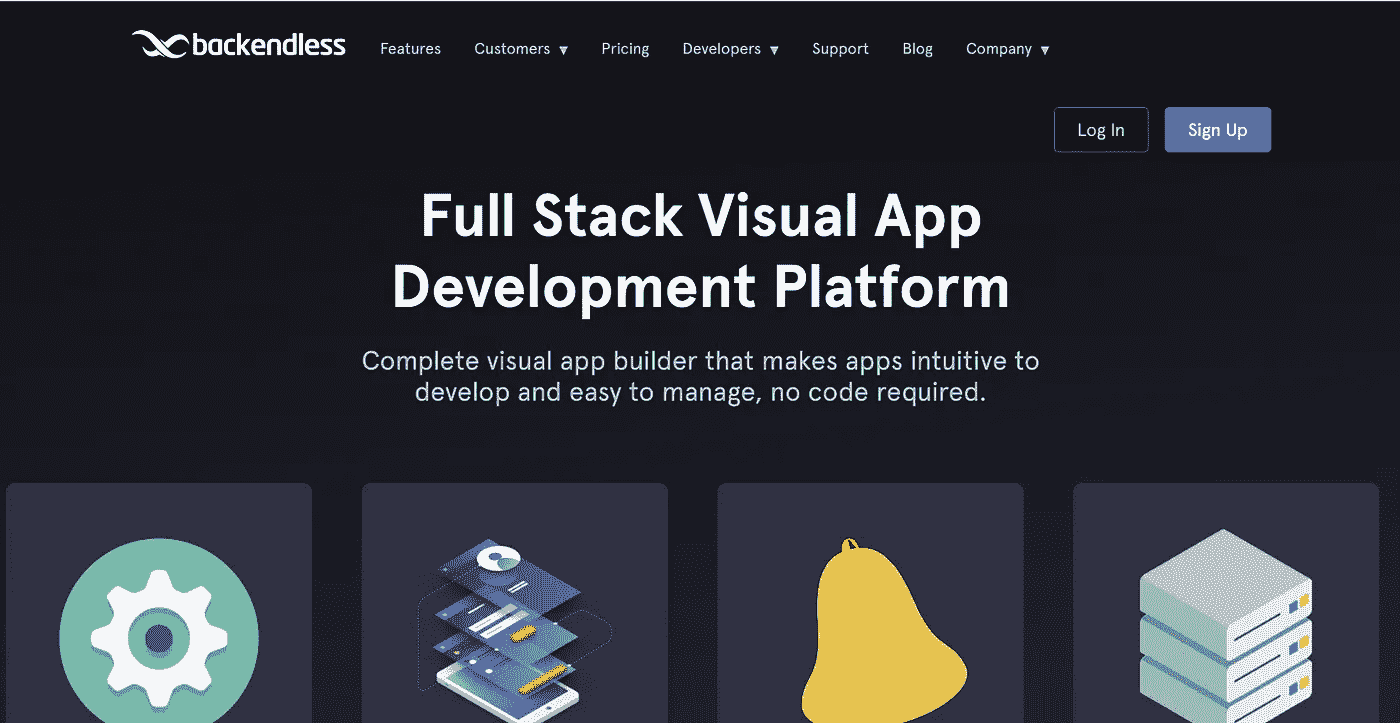 backendless Features Customers ▼ Pricing Developers ▼ Support Blog Company ▼
Log In Sign Up
Full Stack Visual App
Development Platform
Complete visual app builder that makes apps intuitive to
develop and easy to manage, no code required.